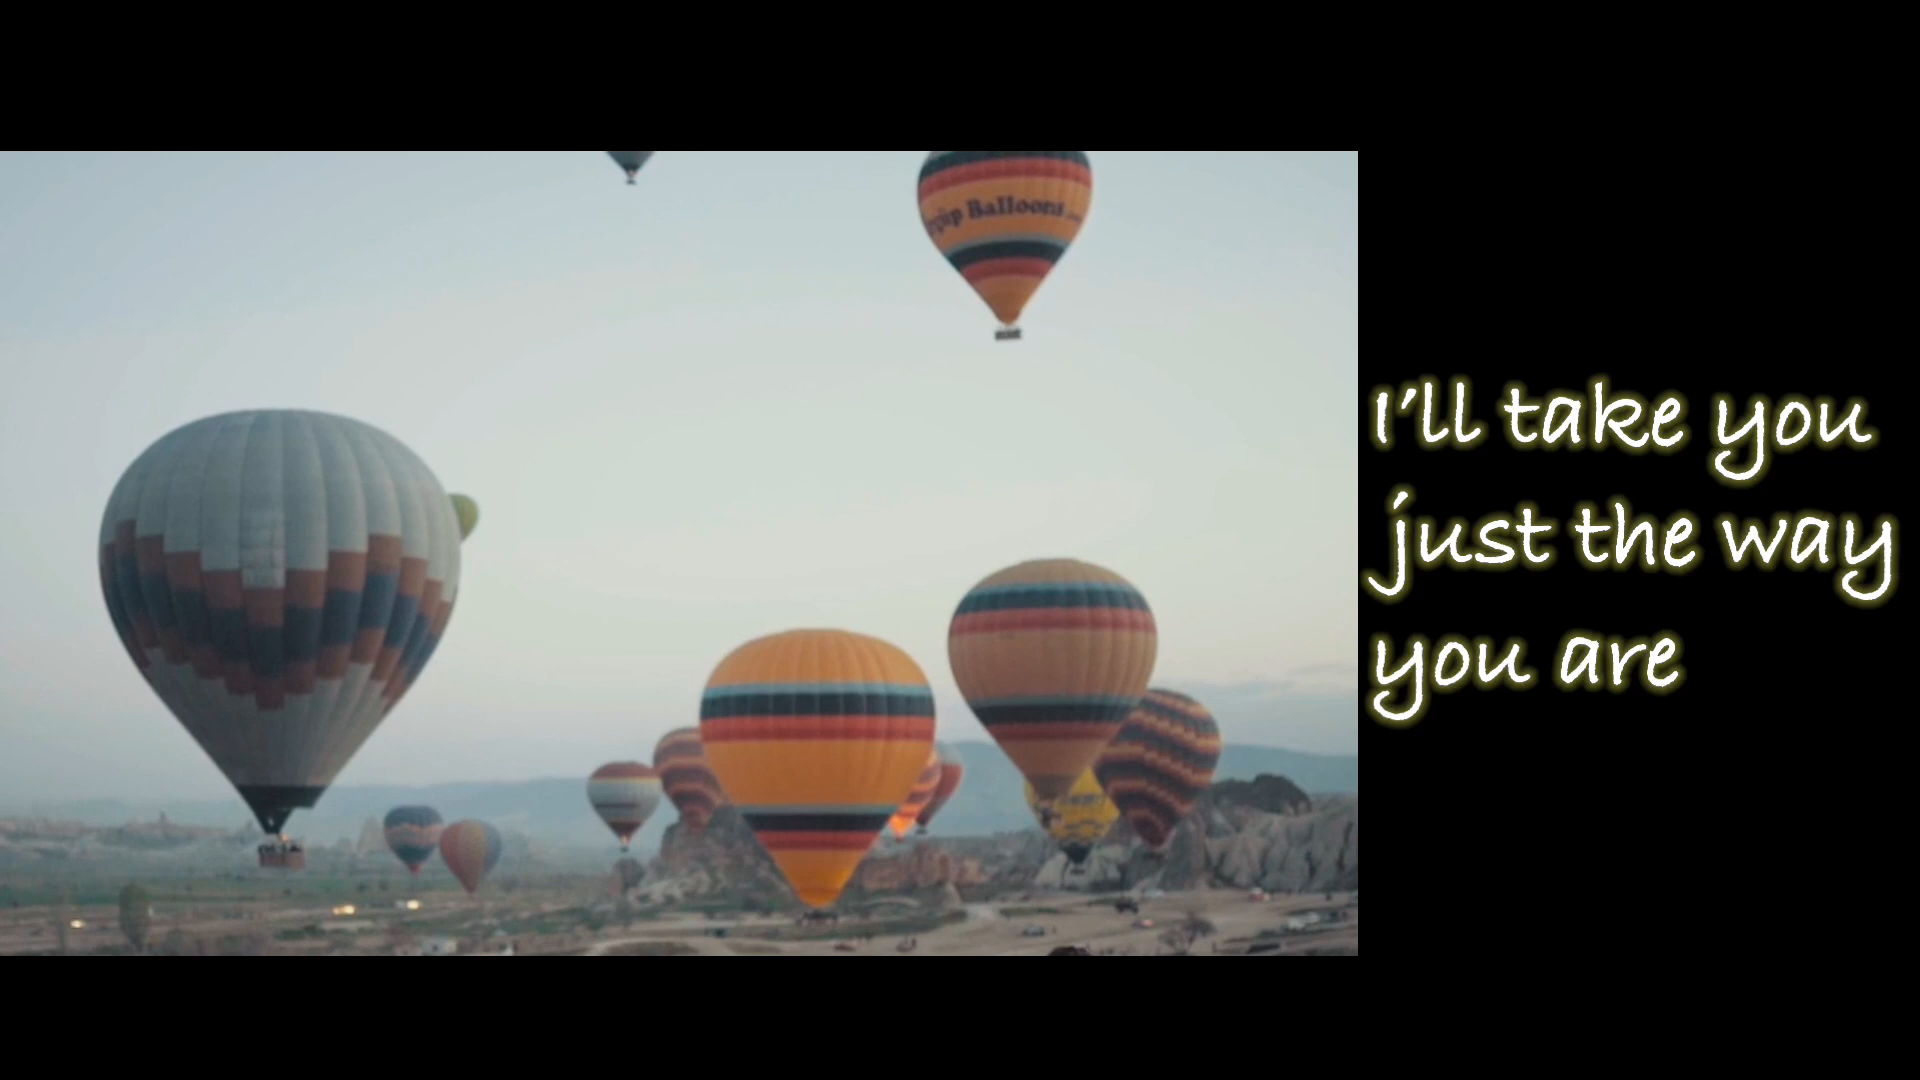 Balloons
I'll take you
just the way
you are